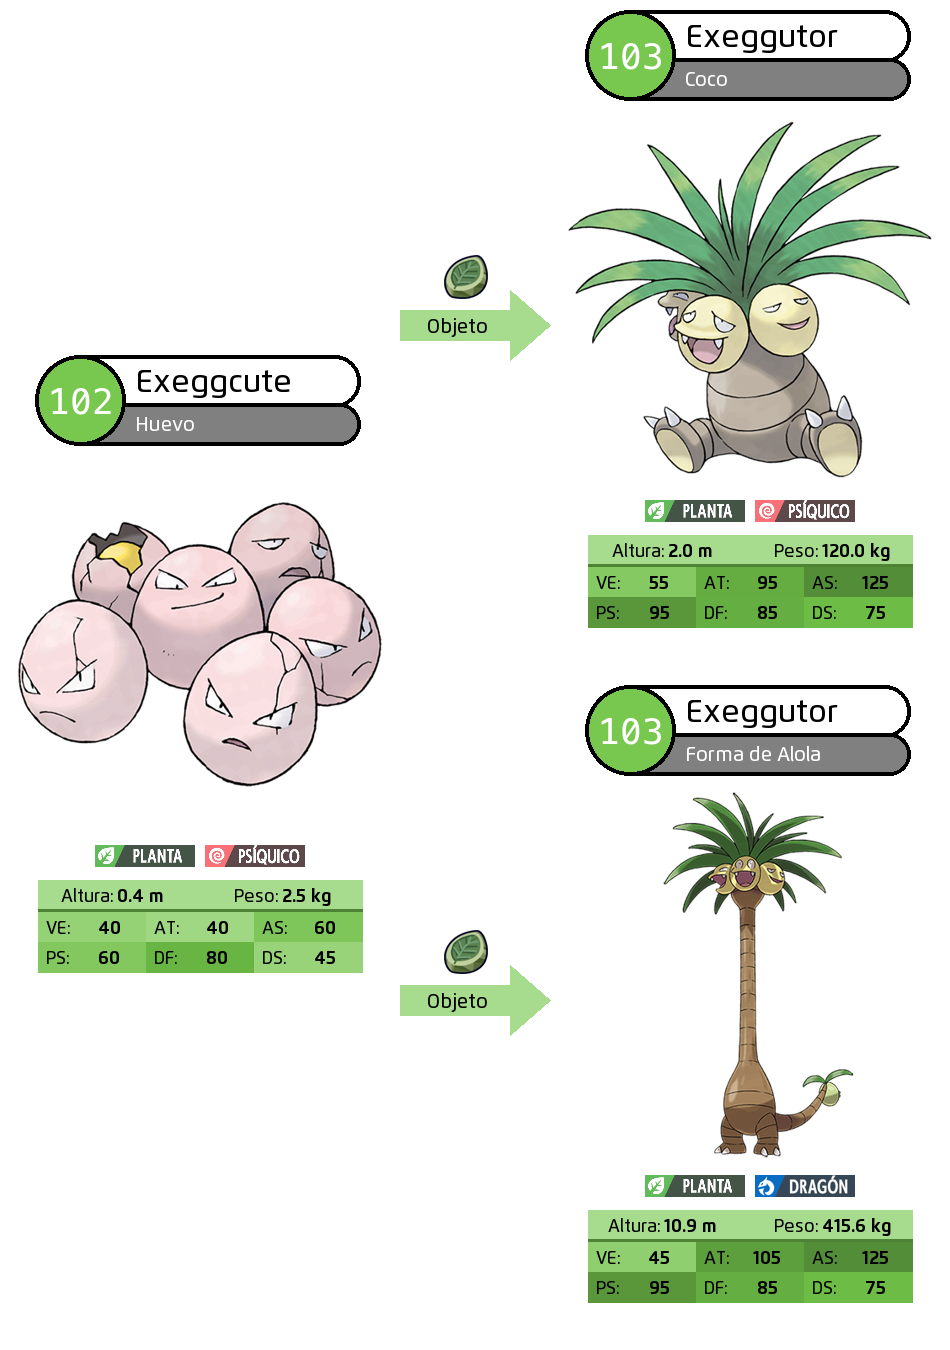 103
Exeggutor
Coco
Objeto
102
Exeggcute
Huevo
PLANTA PSÍQUICO
Altura: 2.0 m Peso: 120.0 kg
VE: 55 AT: 95 AS: 125
PS: 95 DF: 85 DS: 75
103
Exeggutor
Forma de Alola
PLANTA PSÍQUICO
Altura: 0.4 m Peso: 2.5 kg
VE: 40 AT: 40 AS: 60
PS: 60 DF: 80 DS: 45
Objeto
PLANTA DRAGÓN
Altura: 10.9 m Peso: 415.6 kg
VE: 45 AT: 105 AS: 125
PS: 95 DF: 85 DS: 75